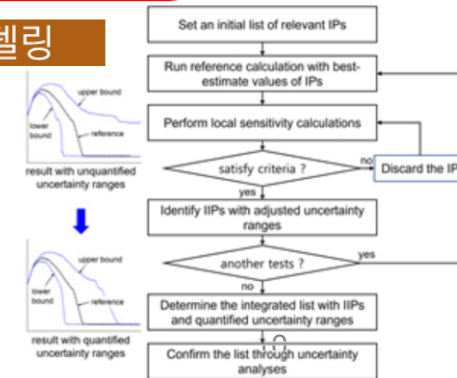 델링
Set an initial list of relevant IPs
Run reference calculation with best-
estimate values of IPs
Perform local sensitivity calculations
satisfy criteria ?
no
Discard the IP
yes
Identify IIPs with adjusted uncertainty
ranges
another tests ?
yes
no
Determine the integrated list with IIPs
and quantified uncertainty ranges
Confirm the list through uncertainty
analyses
upper bound
lower
bound
reference
result with unquantified
uncertainty ranges
upper bound
lower
bound
reference
result with quantified
uncertainty ranges